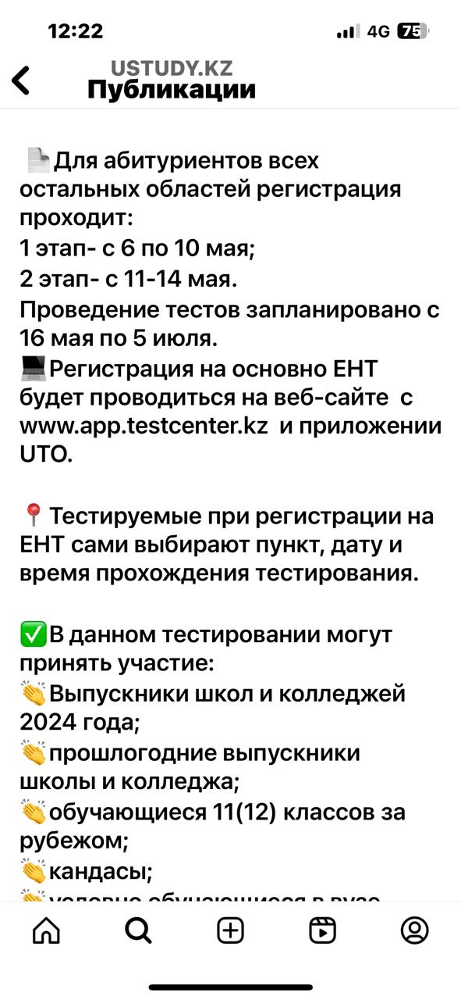 12:22
4G
75
USTUDY.KZ
Публикации
Для абитуриентов всех
остальных областей регистрация
проходит:
1 этап- с 6 по 10 мая;
2 этап- с 11-14 мая.
Проведение тестов запланировано с
16 мая по 5 июля.
Регистрация на основно ЕНТ
будет проводиться на веб-сайте с
www.app.testcenter.kz и приложении
UTO.
Тестируемые при регистрации на
ЕНТ сами выбирают пункт, дату и
время прохождения тестирования.
В данном тестировании могут
принять участие:
Выпускники школ и колледжей
2024 года;
прошлогодние выпускники
школы и колледжа;
обучающиеся 11(12) классов за
рубежом;
кандасы;
условно обучающиеся в вузе